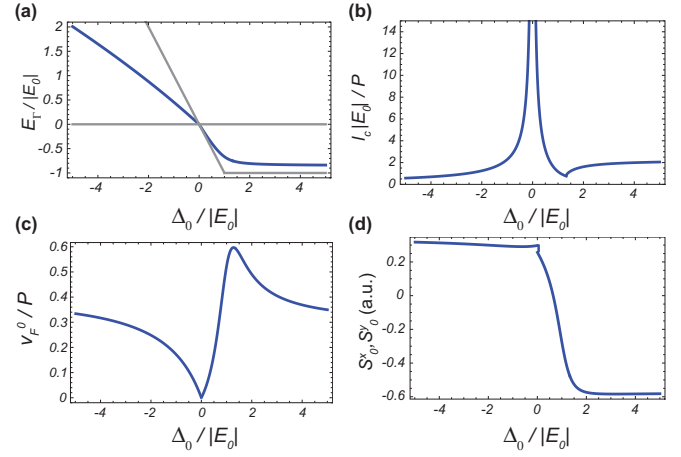 (a)
2
1.5
1
0.5
0
-0.5
-1
E_Γ / |E_0|
-4 -2 0 2 4
Δ_0 / |E_0|
(b)
14
12
10
8
6
4
2
0
l_c|E_0| / P
-4 -2 0 2 4
Δ_0 / |E_0|
(c)
0.6
0.5
0.4
0.3
0.2
0.1
0
v_F^0 / P
-4 -2 0 2 4
Δ_0 / |E_0|
(d)
0.2
0
-0.2
-0.4
-0.6
S_0^x, S_0^y (a.u.)
-4 -2 0 2 4
Δ_0 / |E_0|